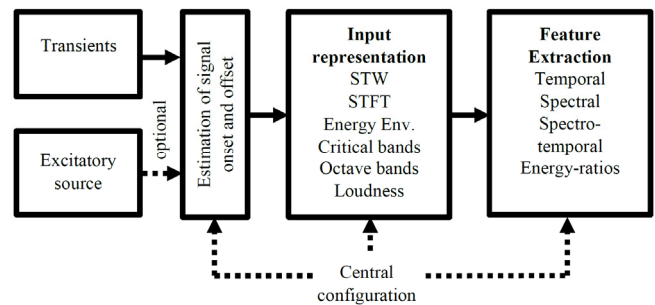 Transients
Excitatory
source
optional
Estimation of signal
onset and offset
Input
representation
STW
STFT
Energy Env.
Critical bands
Octave bands
Loudness
Feature
Extraction
Temporal
Spectral
Spectro-
temporal
Energy-ratios
Central
configuration